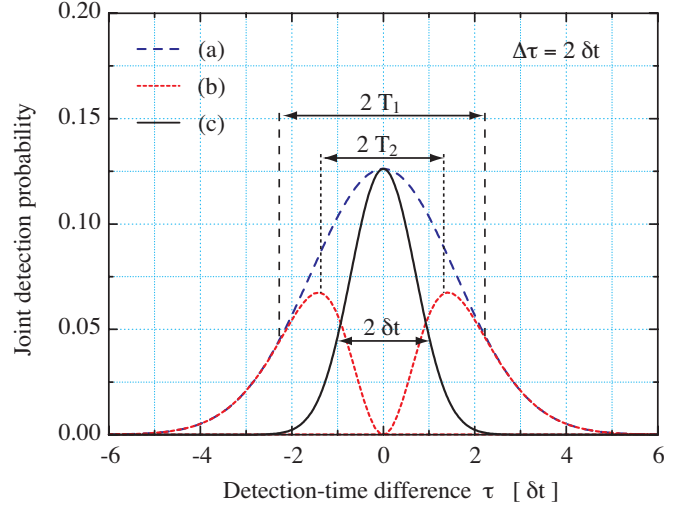 0.20
(a)
Δτ = 2 δt
(b)
0.15
(c)
2 T₁
2 T₂
0.10
0.05
2 δt
0.00
-6
-4
-2
0
2
4
6
Joint detection probability
Detection-time difference τ [ δt ]